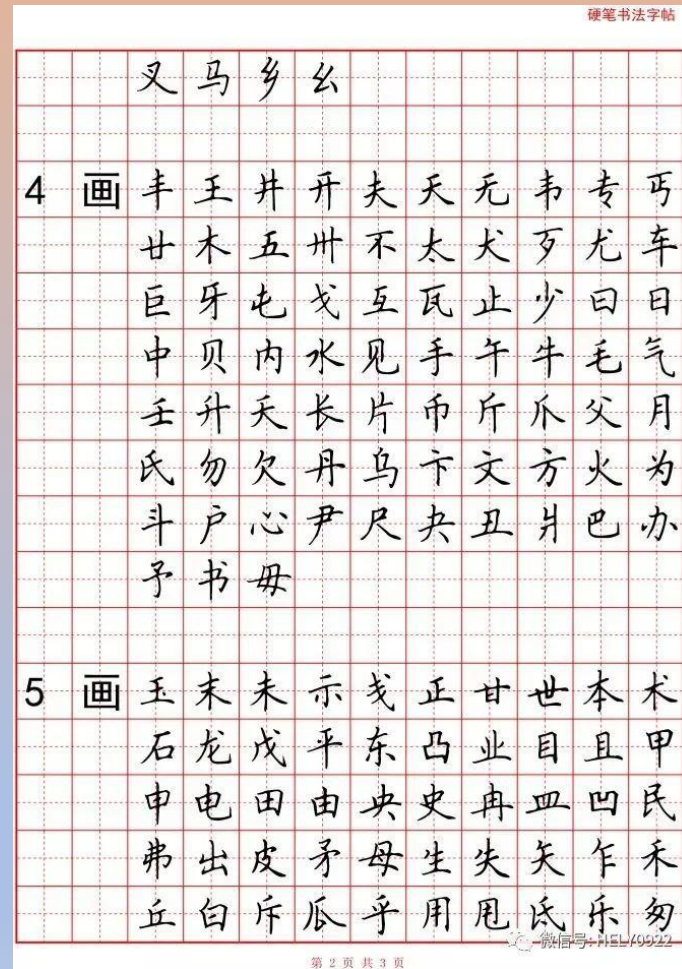 硬笔书法字帖
叉马乡幺
4画丰王井开夫天无韦专丐
廿木五卅不太犬歹尤车
巨牙屯戈互瓦止少曰日
中贝内水见手午牛毛气
壬升夭长片币斤爪父月
氏勿欠丹乌卞文方火为
斗户心尹尺夬丑爿巴办
予书毋
5画玉末未示戋正甘世本术
石龙戊平东凸业目且甲
申电田由央史冉皿凹民
弗出皮矛母生失矢乍禾
丘白斥瓜乎用甩氐乐匆
微信号: HELY0922
第 2 页 共 3 页